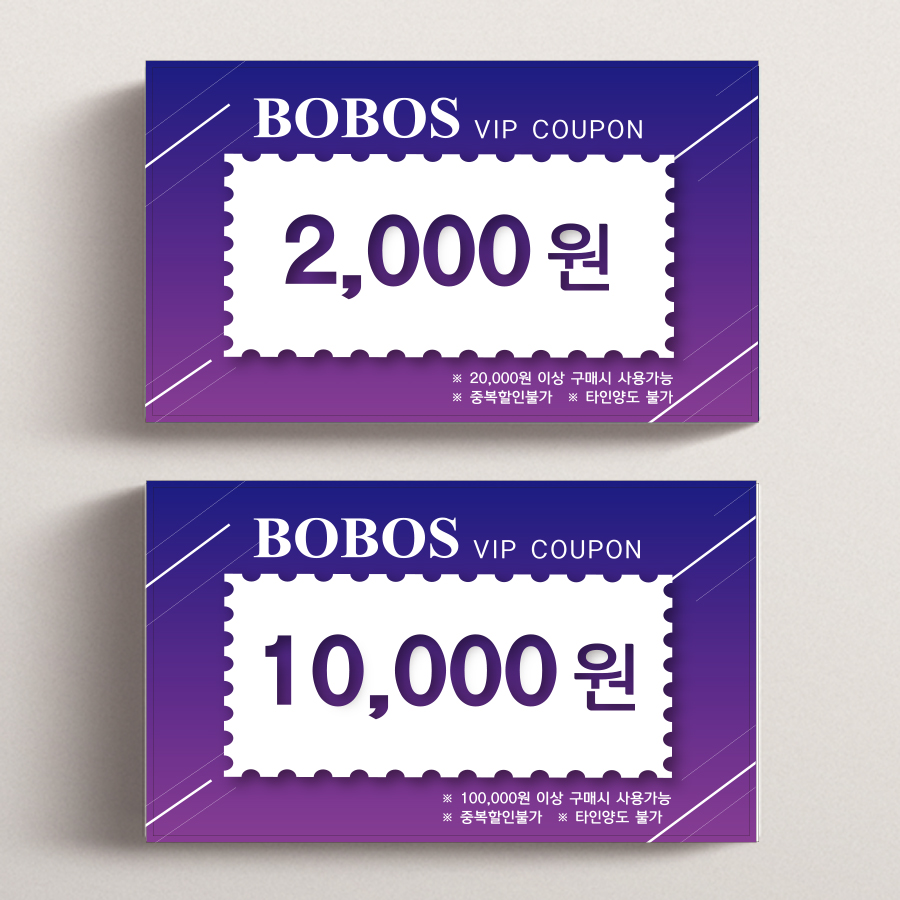 BOBOS VIP COUPON
2,000 원
※ 20,000원 이상 구매시 사용가능
※ 중복할인불가 ※ 타인양도 불가
BOBOS VIP COUPON
10,000 원
※ 100,000원 이상 구매시 사용가능
※ 중복할인불가 ※ 타인양도 불가